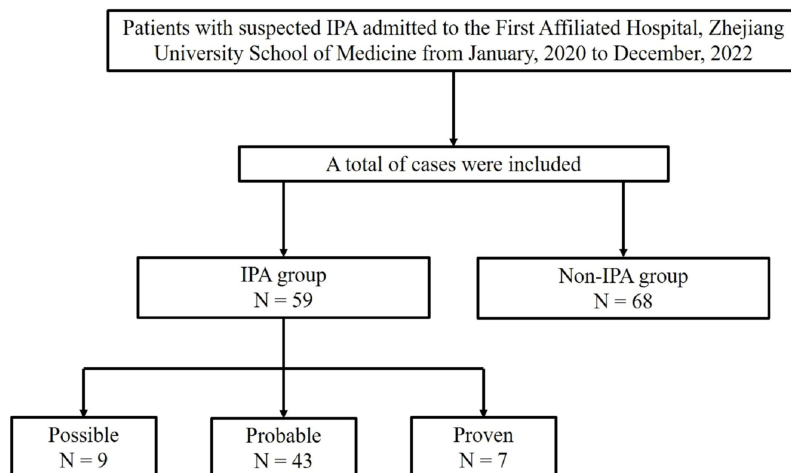 Patients with suspected IPA admitted to the First Affiliated Hospital, Zhejiang
University School of Medicine from January, 2020 to December, 2022
A total of cases were included
IPA group
N = 59
Non-IPA group
N = 68
Possible
N = 9
Probable
N = 43
Proven
N = 7